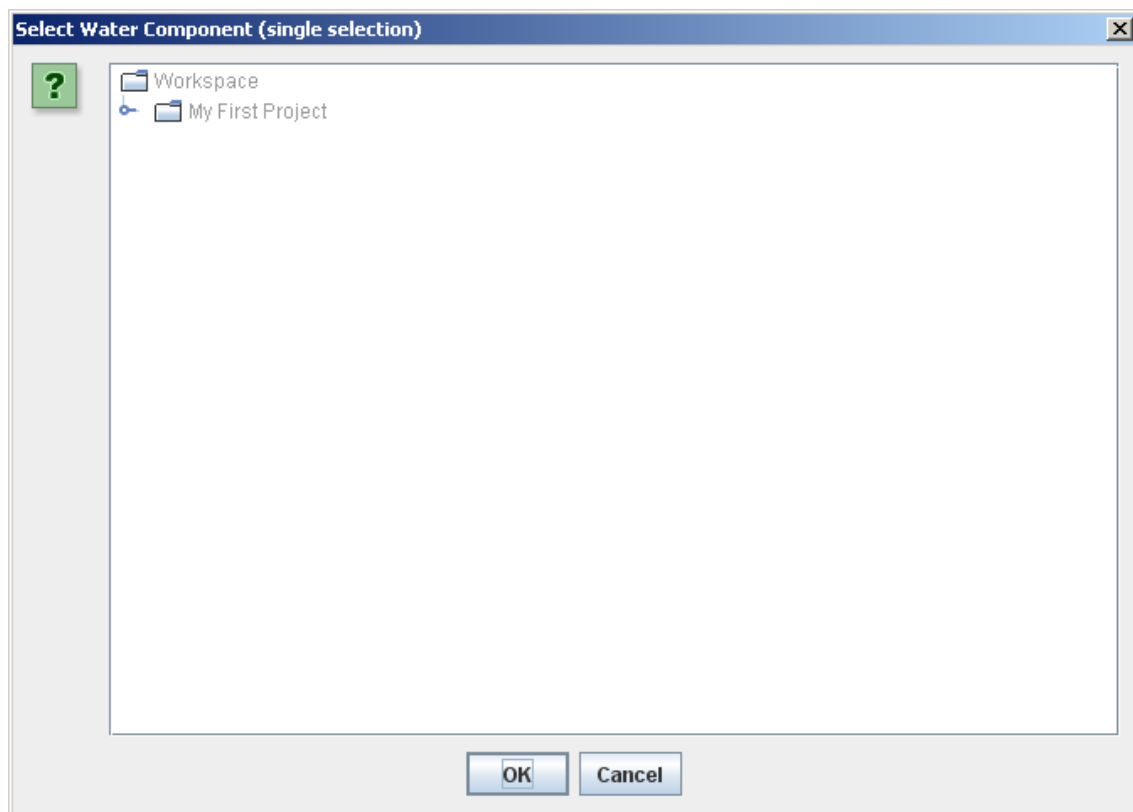 Select Water Component (single selection)
?
Workspace
My First Project
OK
Cancel